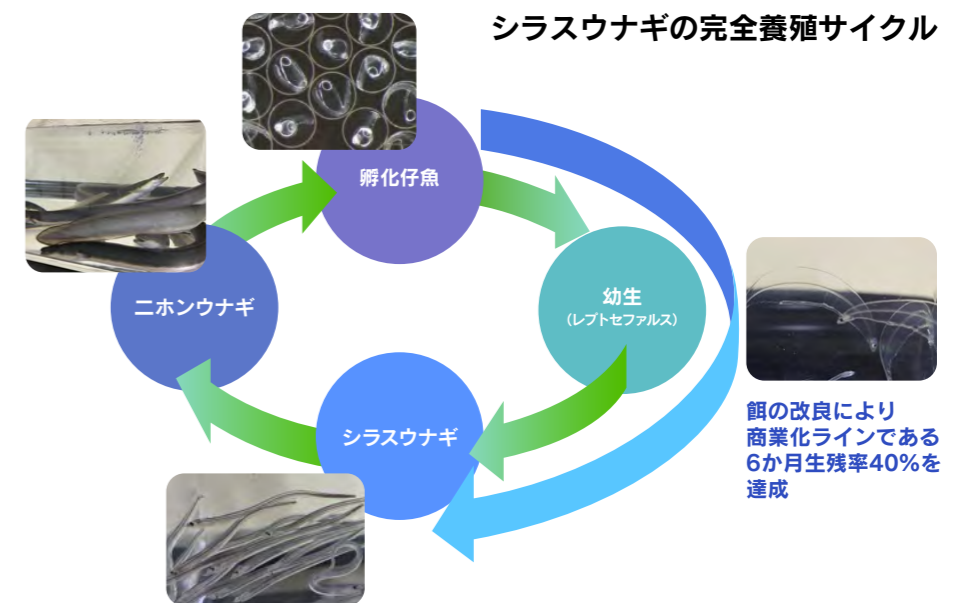 シラスウナギの完全養殖サイクル
孵化仔魚
ニホンウナギ
幼生
（レプトセファルス）
シラスウナギ
餌の改良により
商業化ラインである
6か月生残率40%を
達成